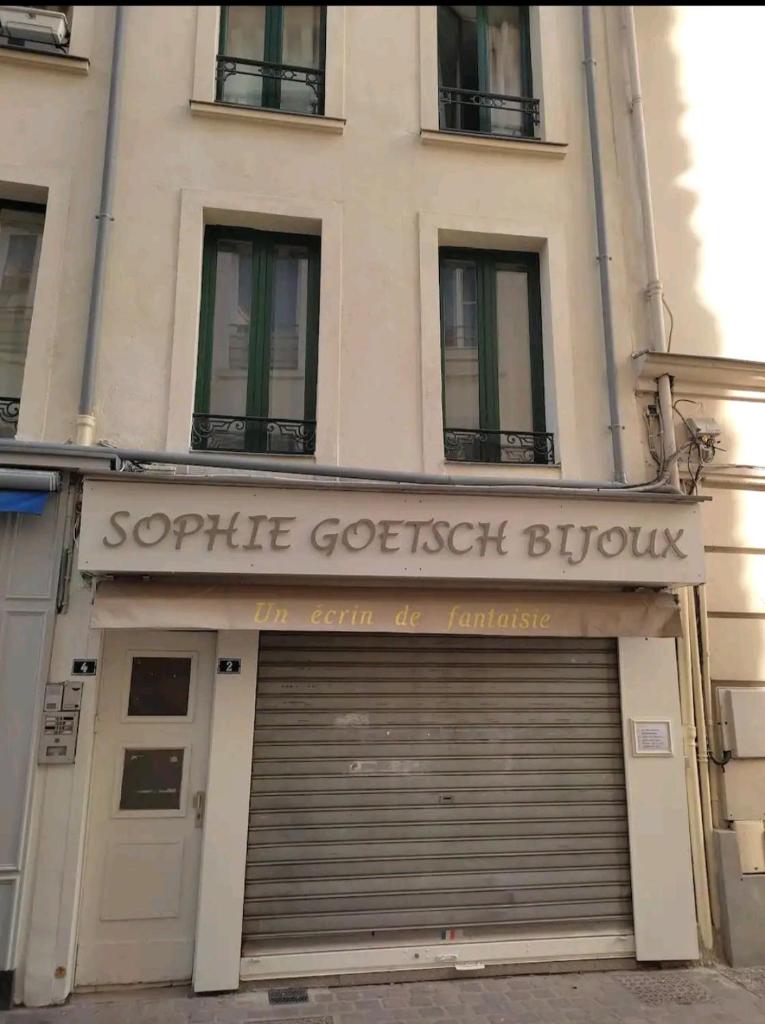 SOPHIE GOETSCH BIJOUX
Un écrin de fantaisie
4
2